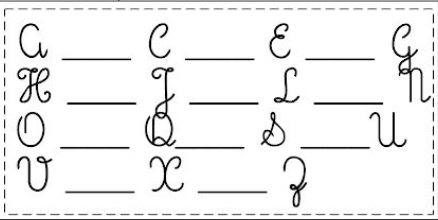 A ____ C ____ E ____ G
H ____ J ____ L ____ N
O ____ Q ____ S ____ U
V ____ X ____ Z